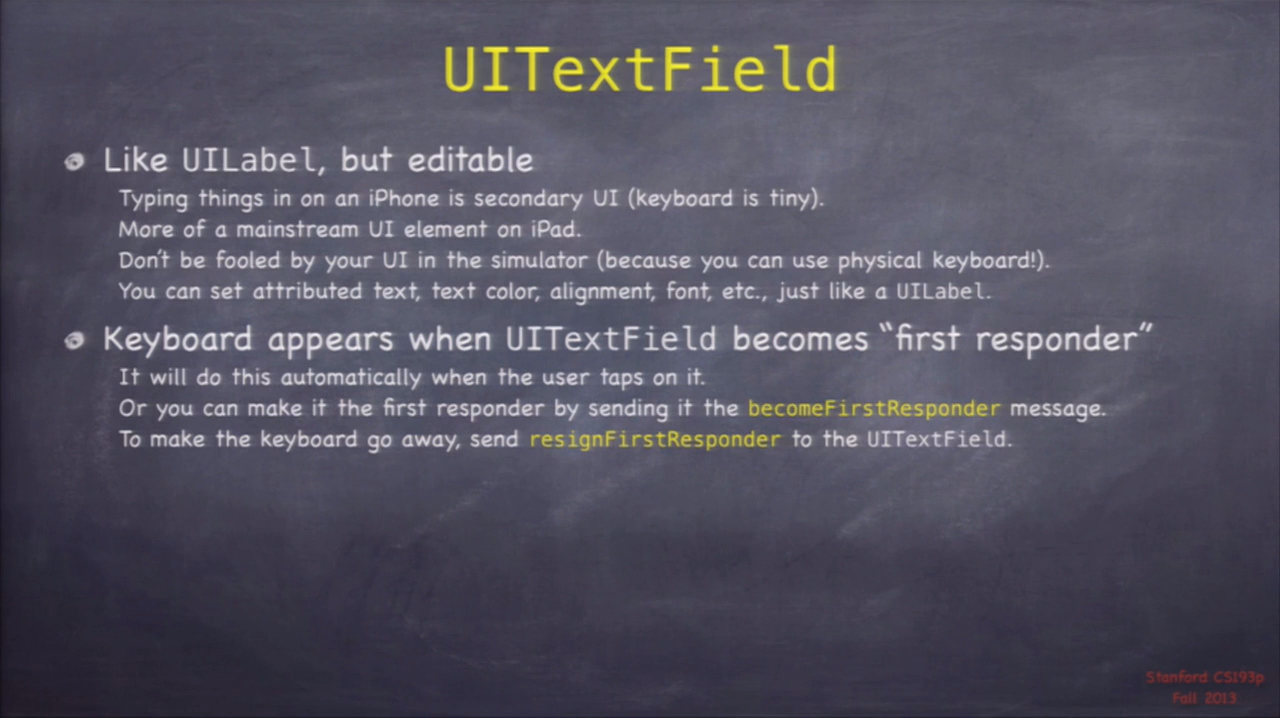 UITextField
Like UILabel, but editable
Typing things in on an iPhone is secondary UI (keyboard is tiny).
More of a mainstream UI element on iPad.
Don't be fooled by your UI in the simulator (because you can use physical keyboard!).
You can set attributed text, text color, alignment, font, etc., just like a UILabel.
Keyboard appears when UITextField becomes “first responder”
It will do this automatically when the user taps on it.
Or you can make it the first responder by sending it the becomeFirstResponder message.
To make the keyboard go away, send resignFirstResponder to the UITextField.
Stanford CS193p
Fall 2013